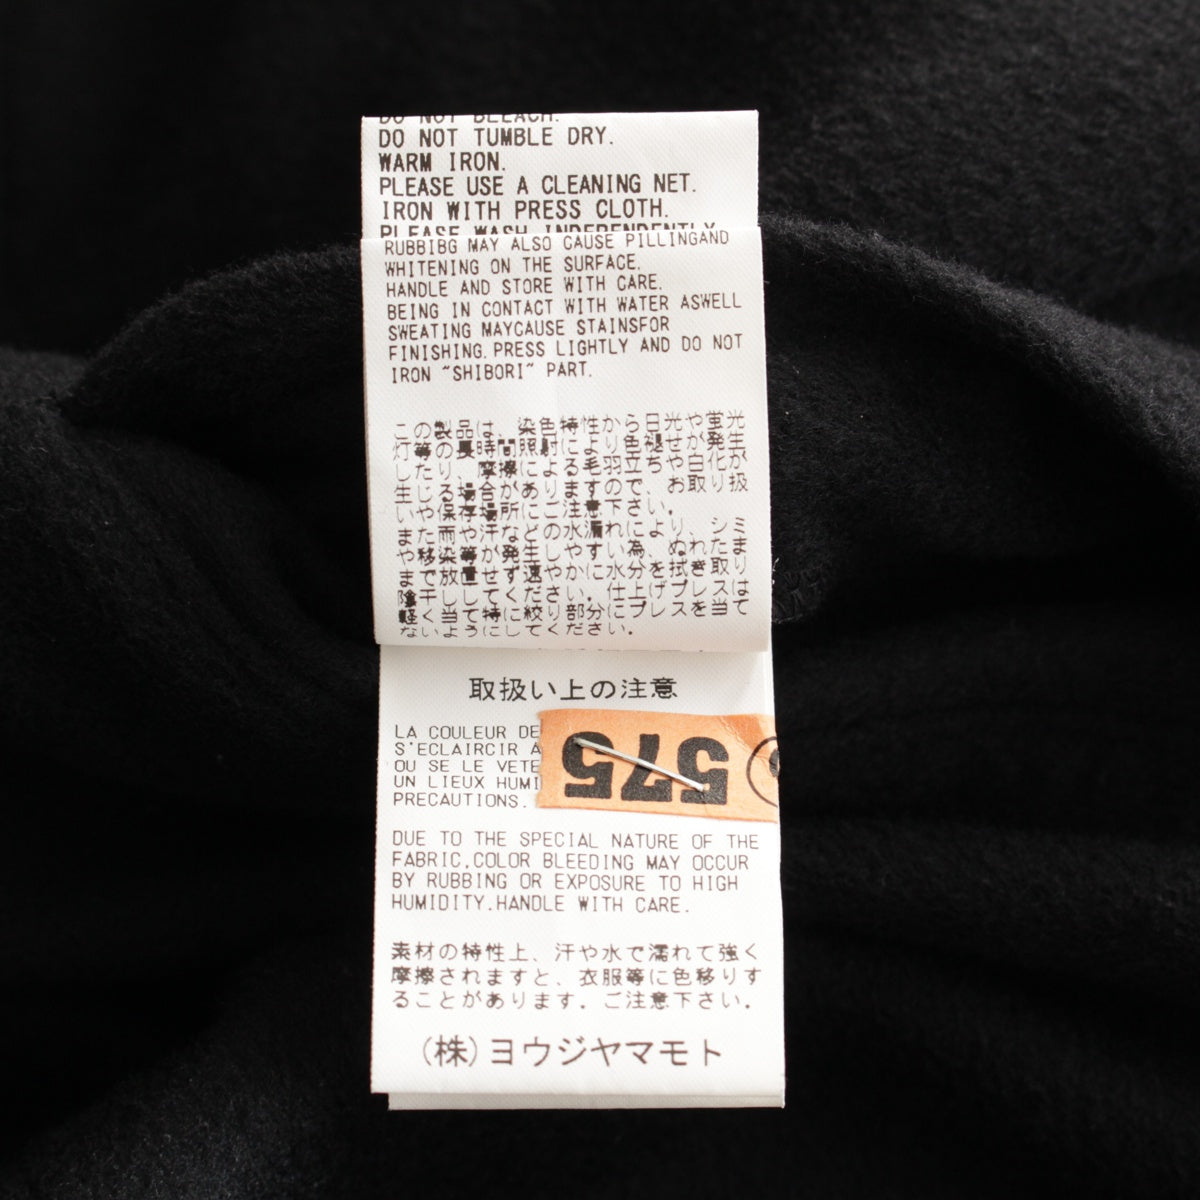 DO NOT BLEACH.
DO NOT TUMBLE DRY.
WARM IRON.
PLEASE USE A CLEANING NET.
IRON WITH PRESS CLOTH.
PLEASE WASH INDEPENDENTLY
RUBBIBG MAY ALSO CAUSE PILLINGAND
WHITENING ON THE SURFACE.
HANDLE AND STORE WITH CARE.
BEING IN CONTACT WITH WATER ASWELL
SWEATING MAYCAUSE STAINSFOR
FINISHING.PRESS LIGHTLY AND DO NOT
IRON "SHIBORI" PART.
この製品は、染色特性から日光や蛍光
灯等の長時間照射により色褪せが発生
したり、摩擦による毛羽立ちや白化が
生じる場合がありますので、お取り扱
いや保存場所にご注意下さい。
また雨や汗などの水漏れにより、シミ
や移染等が発生しやすい為、ぬれたま
まで放置せず速やかに水分を拭き取り
陰干ししてください。仕上げプレスは
軽く当て特に絞り部分にプレスを当て
ないようにしてください。
取扱い上の注意
LA COULEUR DE
S'ECLAIRCIR A
OU SE LE VETE
UN LIEUX HUMI
PRECAUTIONS.
575
DUE TO THE SPECIAL NATURE OF THE
FABRIC,COLOR BLEEDING MAY OCCUR
BY RUBBING OR EXPOSURE TO HIGH
HUMIDITY.HANDLE WITH CARE.
素材の特性上、汗や水で濡れて強く
摩擦されますと、衣服等に色移りす
ることがあります。ご注意下さい。
(株)ヨウジヤマモト